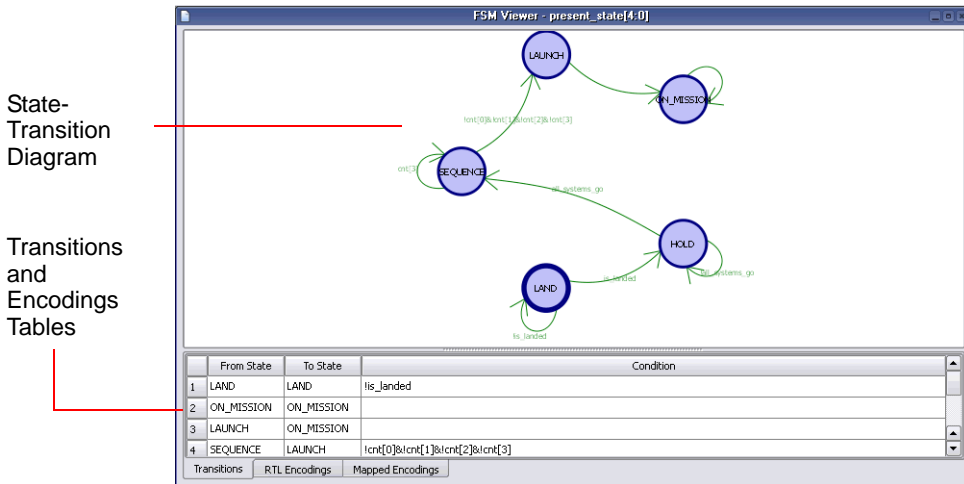 FSM Viewer - present_state[4:0]
State-
Transition
Diagram
Transitions
and
Encodings
Tables
LAUNCH
ON_MISSION
!cnt[0]&!cnt[1]&!cnt[2]&!cnt[3]
cnt[3]
SEQUENCE
all_systems_go
HOLD
!all_systems_go
is_landed
LAND
!is_landed
From State To State Condition
1 LAND LAND !is_landed
2 ON_MISSION ON_MISSION
3 LAUNCH ON_MISSION
4 SEQUENCE LAUNCH !cnt[0]&!cnt[1]&!cnt[2]&!cnt[3]
Transitions RTL Encodings Mapped Encodings